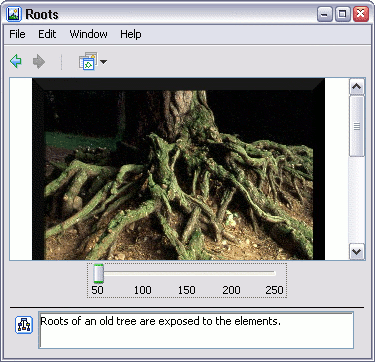 Roots
File Edit Window Help
50 100 150 200 250
Roots of an old tree are exposed to the elements.